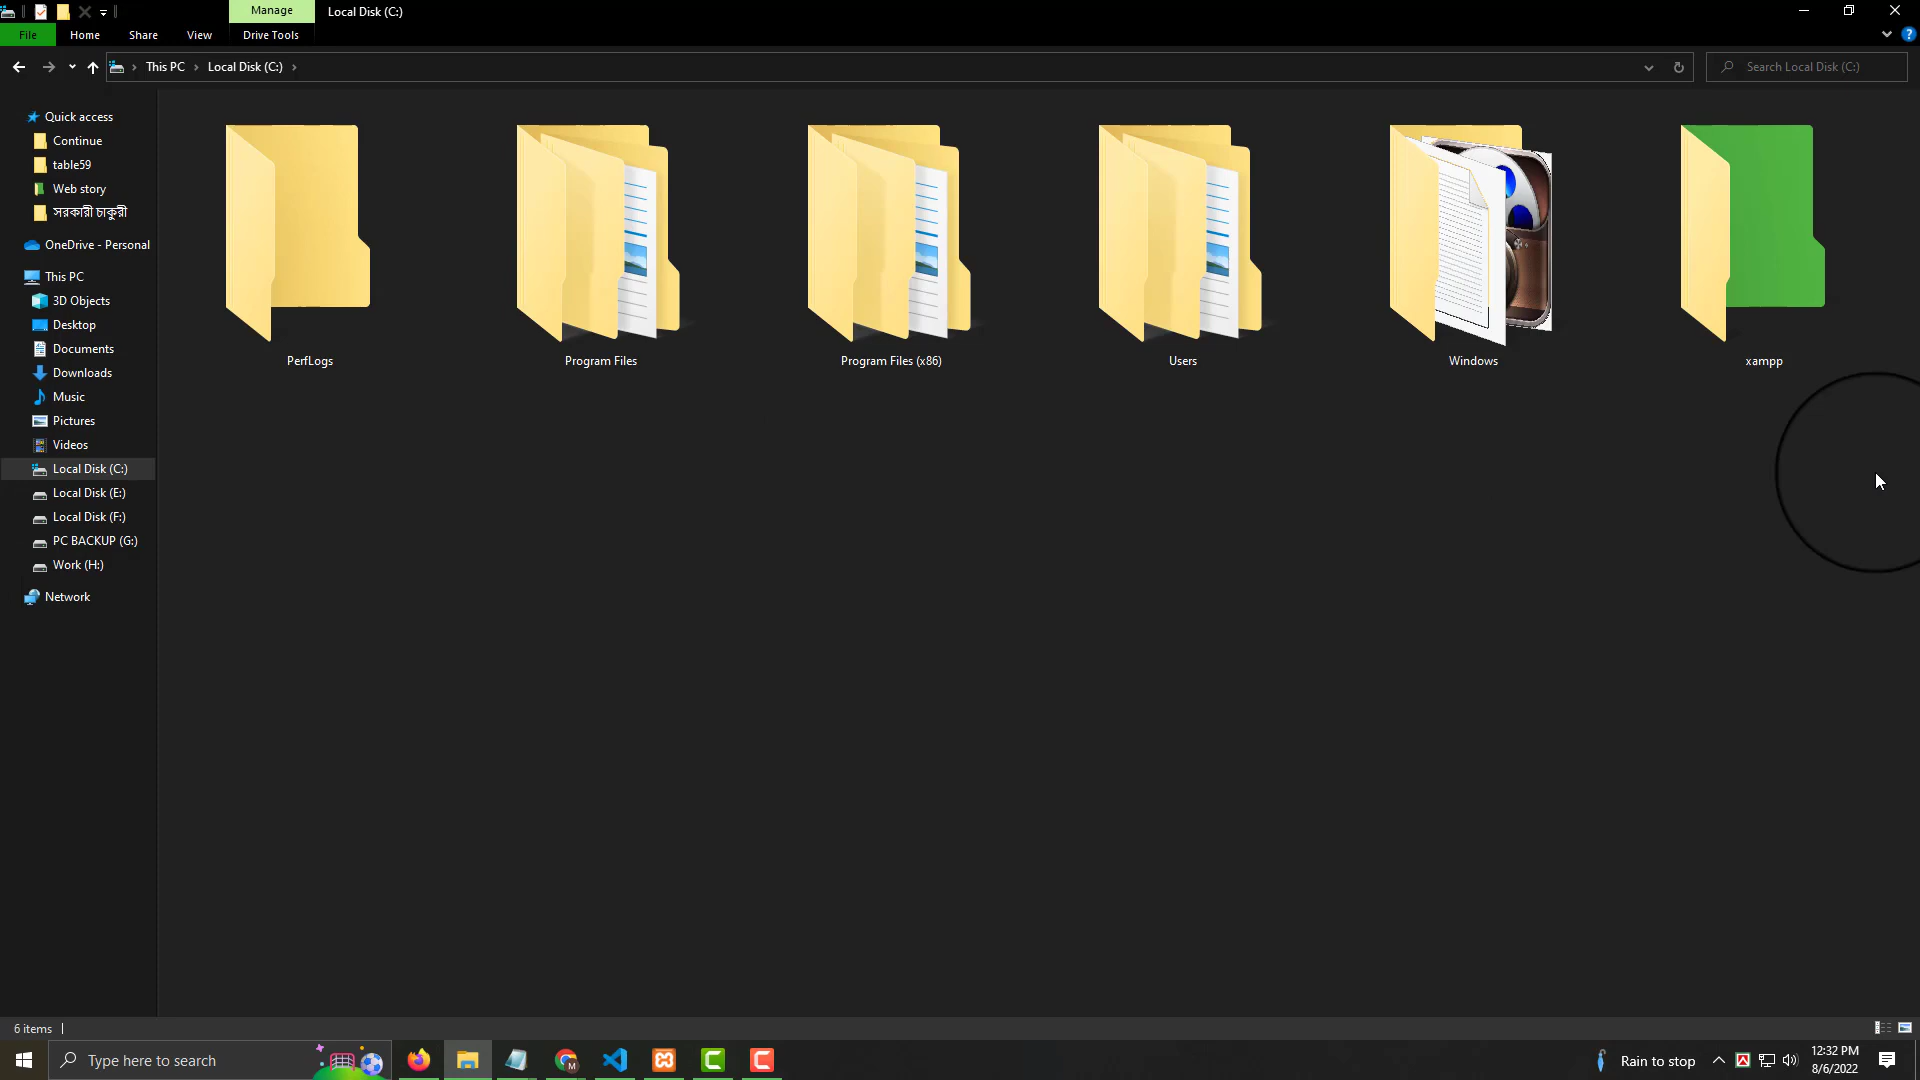 Manage
Local Disk (C:)
File
Home
Share
View
Drive Tools
This PC
Local Disk (C:)
Search Local Disk (C:)
Quick access
Continue
table59
Web story
সরকারী চাকুরী
OneDrive - Personal
This PC
3D Objects
Desktop
Documents
Downloads
Music
Pictures
Videos
Local Disk (C:)
Local Disk (E:)
Local Disk (F:)
PC BACKUP (G:)
Work (H:)
Network
PerfLogs
Program Files
Program Files (x86)
Users
Windows
xampp
6 items
Type here to search
M
Rain to stop
12:32 PM
8/6/2022